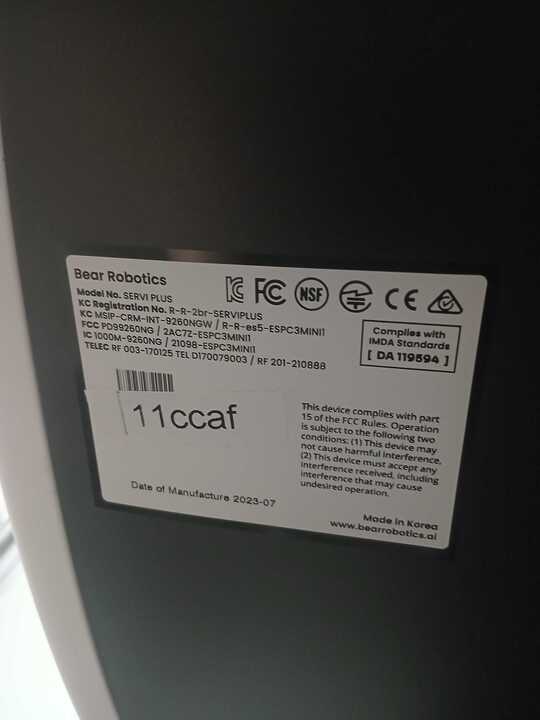 Bear Robotics
Model No. SERVI PLUS
KC Registration No. R-R-2br-SERVIPLUS
KC MSIP-CRM-INT-9260NGW / R-R-es5-ESPC3MINI1
FCC PD99260NG / 2AC7Z-ESPC3MINI1
IC 1000M-9260NG / 21098-ESPC3MINI1
TELEC RF 003-170125 TEL D170079003 / RF 201-210888
FC NSF CE
Complies with
IMDA Standards
[ DA 119594 ]
11ccaf
Date of Manufacture 2023-07
This device complies with part
15 of the FCC Rules. Operation
is subject to the following two
conditions: (1) This device may
not cause harmful interference,
(2) This device must accept any
interference received, including
interference that may cause
undesired operation.
Made in Korea
www.bearrobotics.ai